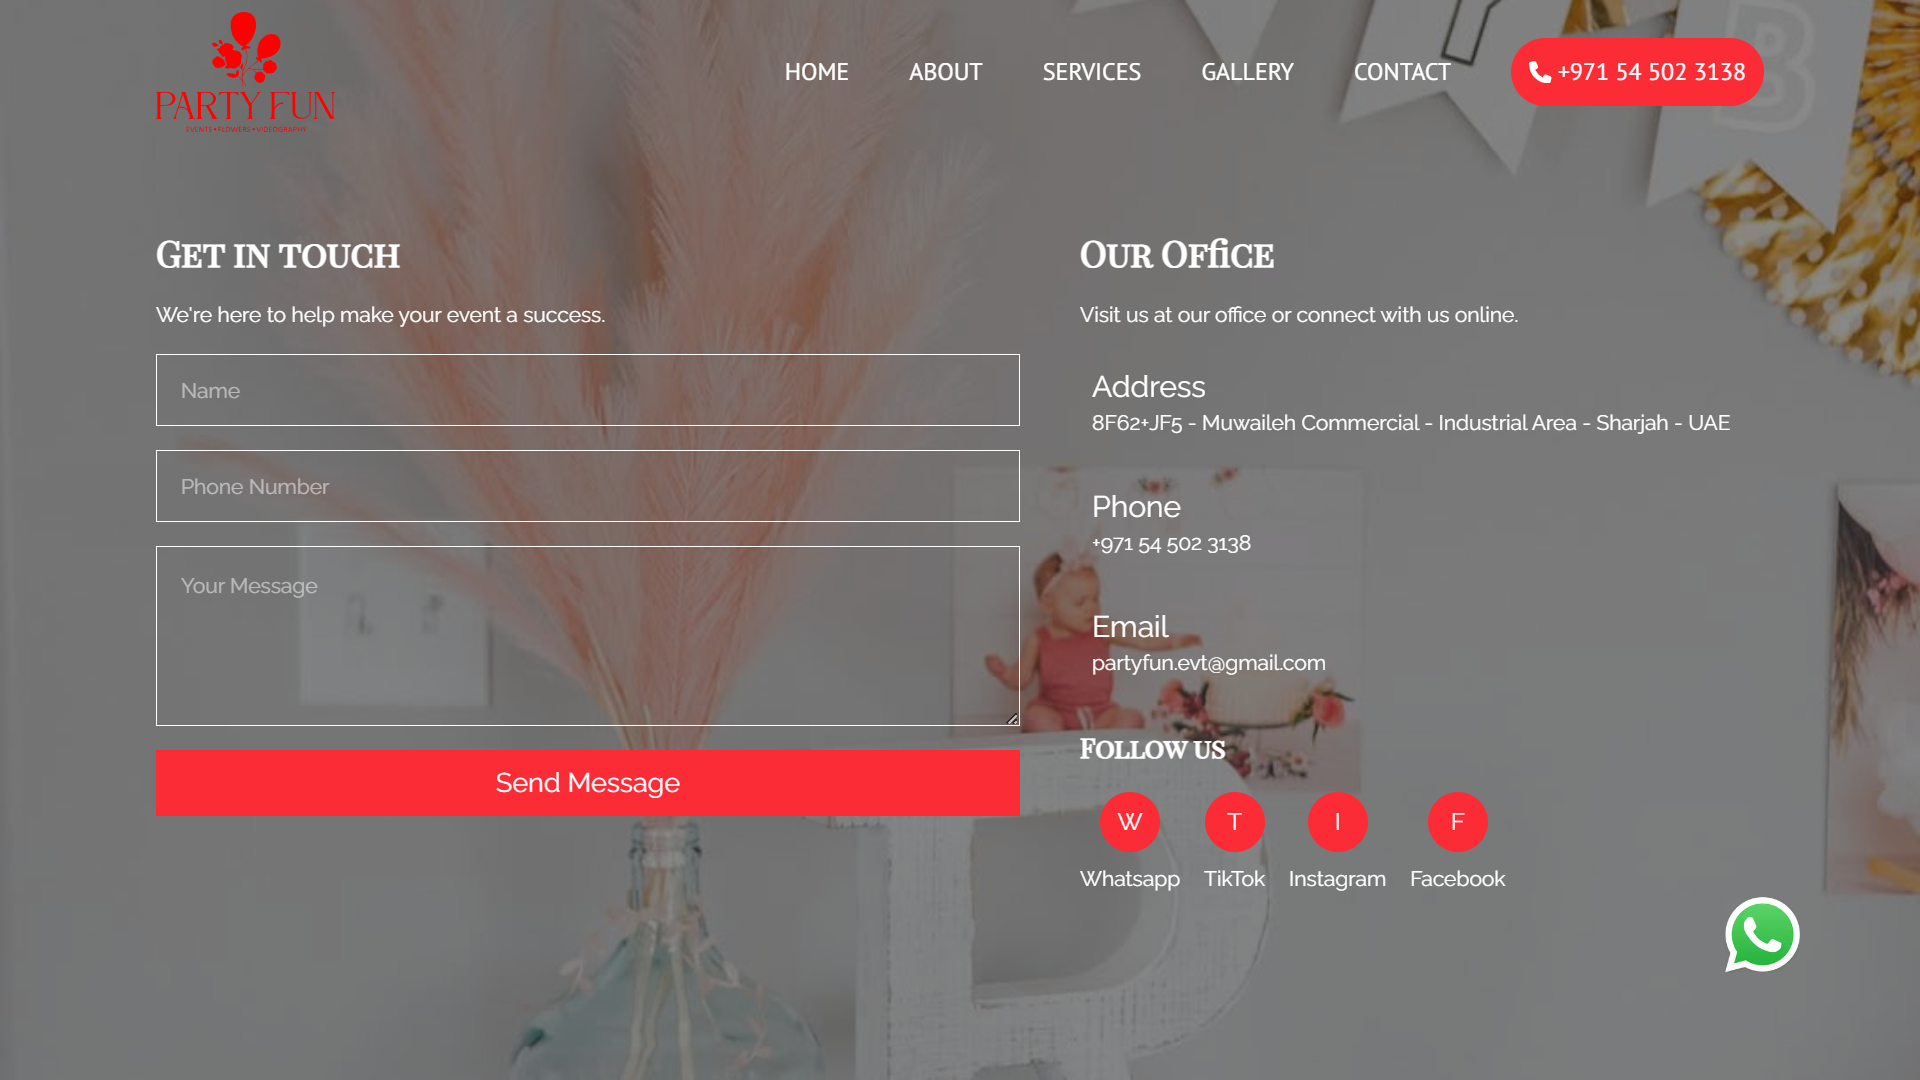 PARTY FUN
EVENTS • FLOWERS • VIDEOGRAPHY
HOME
ABOUT
SERVICES
GALLERY
CONTACT
+971 54 502 3138
B
Get in touch
We're here to help make your event a success.
Name
Phone Number
Your Message
Send Message
Our Office
Visit us at our office or connect with us online.
Address
8F62+JF5 - Muwaileh Commercial - Industrial Area - Sharjah - UAE
Phone
+971 54 502 3138
Email
partyfun.evt@gmail.com
Follow us
W
T
I
F
Whatsapp
TikTok
Instagram
Facebook